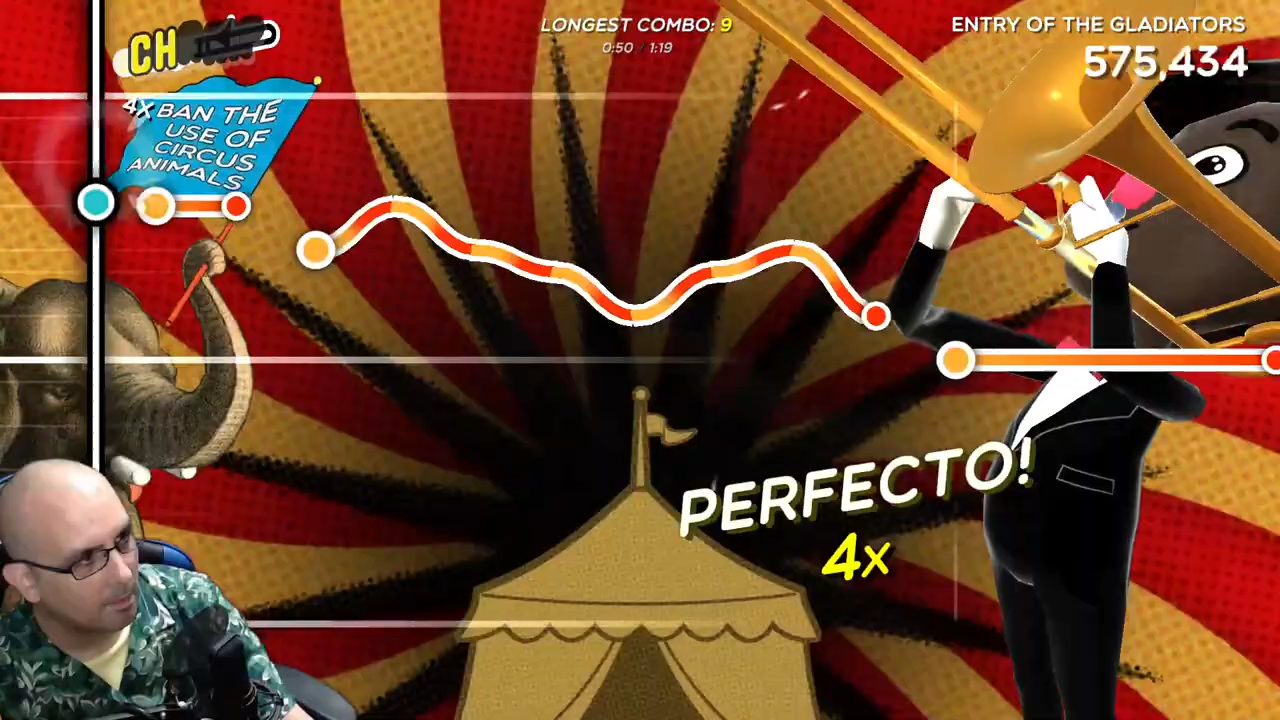 LONGEST COMBO: 9
0:50 / 1:19
ENTRY OF THE GLADIATORS
575,434
CH
4X
BAN THE
USE OF
CIRCUS
ANIMALS
PERFECTO!
4x